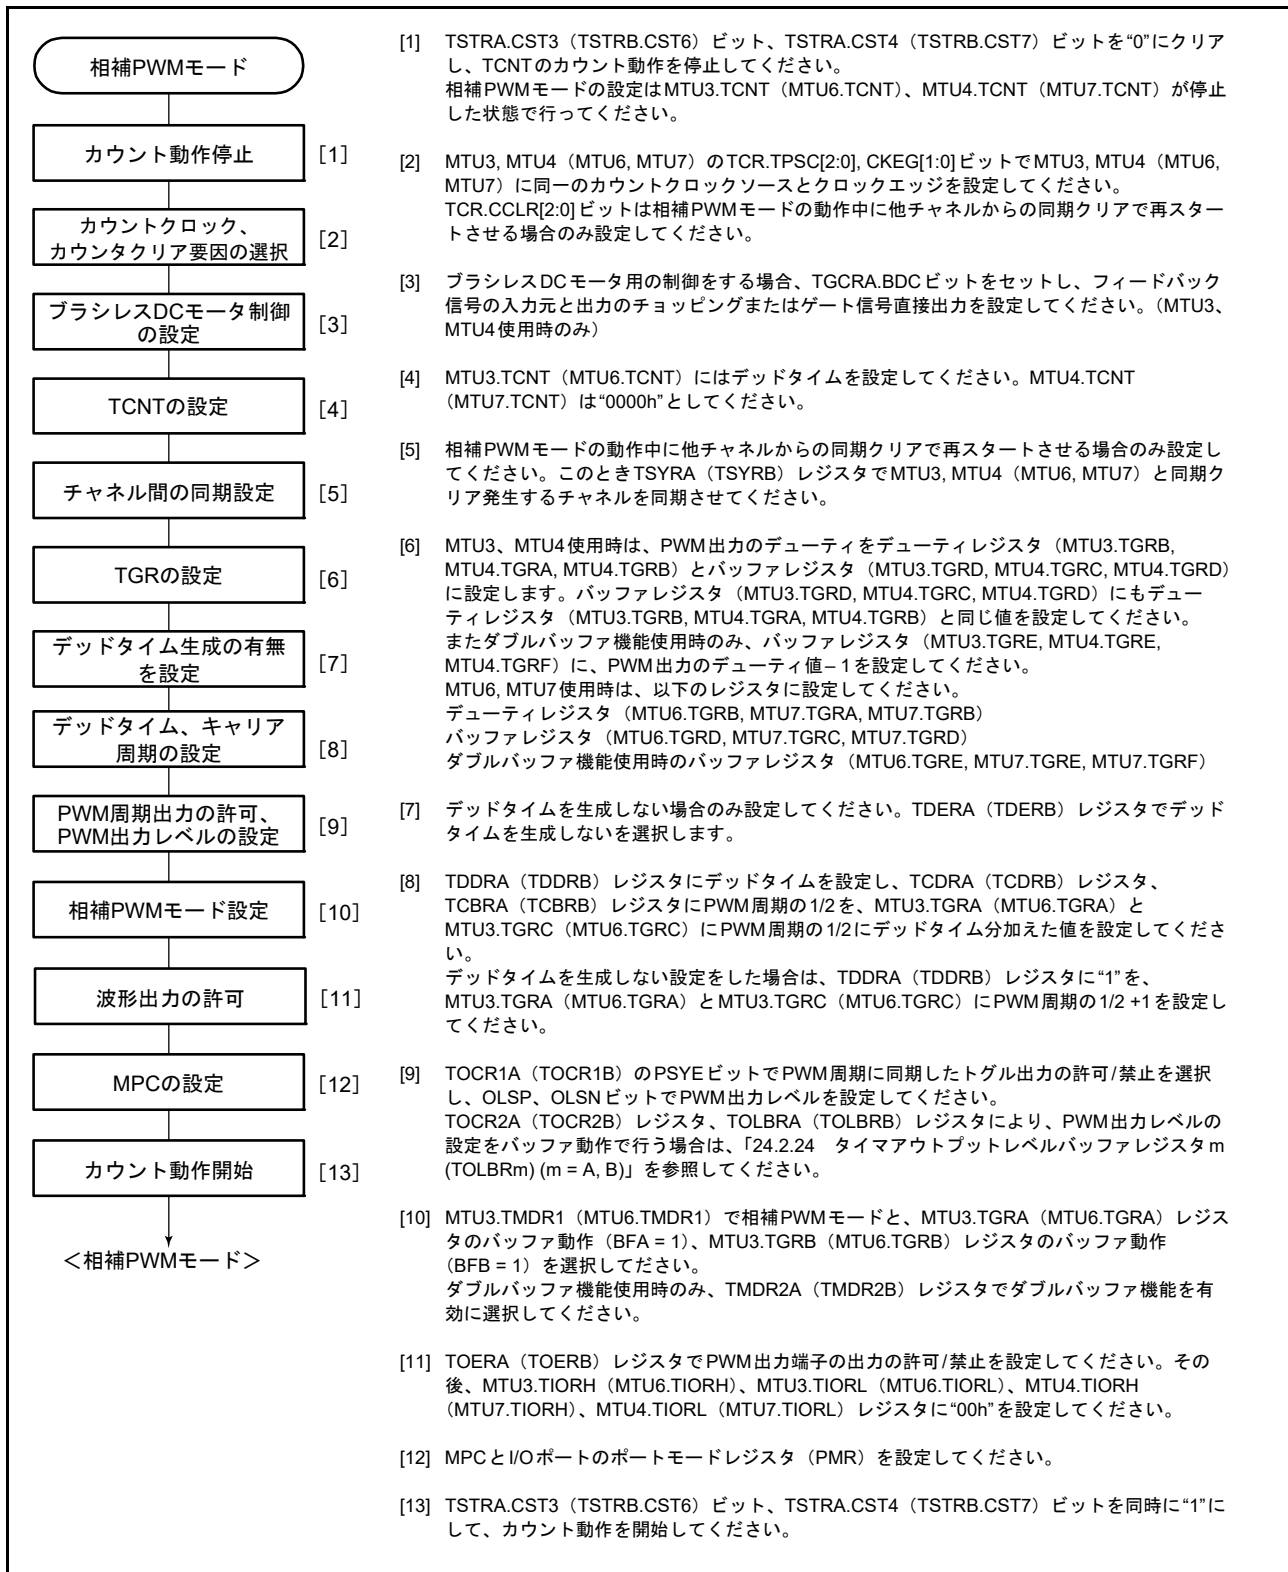 相補PWMモード
カウント動作停止
[1]
カウントクロック、
カウンタクリア要因の選択
[2]
ブラシレスDCモータ制御
の設定
[3]
TCNTの設定
[4]
チャネル間の同期設定
[5]
TGRの設定
[6]
デッドタイム生成の有無
を設定
[7]
デッドタイム、キャリア
周期の設定
[8]
PWM周期出力の許可、
PWM出力レベルの設定
[9]
相補PWMモード設定
[10]
波形出力の許可
[11]
MPCの設定
[12]
カウント動作開始
[13]
＜相補PWMモード＞
[1] TSTRA.CST3（TSTRB.CST6）ビット、TSTRA.CST4（TSTRB.CST7）ビットを“0”にクリア
し、TCNTのカウント動作を停止してください。
相補PWMモードの設定はMTU3.TCNT（MTU6.TCNT）、MTU4.TCNT（MTU7.TCNT）が停止
した状態で行ってください。
[2] MTU3, MTU4（MTU6, MTU7）のTCR.TPSC[2:0], CKEG[1:0]ビットでMTU3, MTU4（MTU6,
MTU7）に同一のカウントクロックソースとクロックエッジを設定してください。
TCR.CCLR[2:0]ビットは相補PWMモードの動作中に他チャネルからの同期クリアで再スター
トさせる場合のみ設定してください。
[3] ブラシレスDCモータ用の制御をする場合、TGCRA.BDCビットをセットし、フィードバック
信号の入力元と出力のチョッピングまたはゲート信号直接出力を設定してください。（MTU3、
MTU4使用時のみ）
[4] MTU3.TCNT（MTU6.TCNT）にはデッドタイムを設定してください。MTU4.TCNT
（MTU7.TCNT）は“0000h”としてください。
[5] 相補PWMモードの動作中に他チャネルからの同期クリアで再スタートさせる場合のみ設定し
てください。このときTSYRA（TSYRB）レジスタでMTU3, MTU4（MTU6, MTU7）と同期ク
リア発生するチャネルを同期させてください。
[6] MTU3、MTU4使用時は、PWM出力のデューティをデューティレジスタ（MTU3.TGRB,
MTU4.TGRA, MTU4.TGRB）とバッファレジスタ（MTU3.TGRD, MTU4.TGRC, MTU4.TGRD）
に設定します。バッファレジスタ（MTU3.TGRD, MTU4.TGRC, MTU4.TGRD）にもデュー
ティレジスタ（MTU3.TGRB, MTU4.TGRA, MTU4.TGRB）と同じ値を設定してください。
またダブルバッファ機能使用時のみ、バッファレジスタ（MTU3.TGRE, MTU4.TGRE,
MTU4.TGRF）に、PWM出力のデューティ値– 1を設定してください。
MTU6, MTU7使用時は、以下のレジスタに設定してください。
デューティレジスタ（MTU6.TGRB, MTU7.TGRA, MTU7.TGRB）
バッファレジスタ（MTU6.TGRD, MTU7.TGRC, MTU7.TGRD）
ダブルバッファ機能使用時のバッファレジスタ（MTU6.TGRE, MTU7.TGRE, MTU7.TGRF）
[7] デッドタイムを生成しない場合のみ設定してください。TDERA（TDERB）レジスタでデッド
タイムを生成しないを選択します。
[8] TDDRA（TDDRB）レジスタにデッドタイムを設定し、TCDRA（TCDRB）レジスタ、
TCBRA（TCBRB）レジスタにPWM周期の1/2を、MTU3.TGRA（MTU6.TGRA）と
MTU3.TGRC（MTU6.TGRC）にPWM周期の1/2にデッドタイム分加えた値を設定してくださ
い。
デッドタイムを生成しない設定をした場合は、TDDRA（TDDRB）レジスタに“1”を、
MTU3.TGRA（MTU6.TGRA）とMTU3.TGRC（MTU6.TGRC）にPWM周期の1/2 +1を設定し
てください。
[9] TOCR1A（TOCR1B）のPSYEビットでPWM周期に同期したトグル出力の許可/禁止を選択
し、OLSP、OLSNビットでPWM出力レベルを設定してください。
TOCR2A（TOCR2B）レジスタ、TOLBRA（TOLBRB）レジスタにより、PWM出力レベルの
設定をバッファ動作で行う場合は、「24.2.24 タイマアウトプットレベルバッファレジスタm
(TOLBRm) (m = A, B)」を参照してください。
[10] MTU3.TMDR1（MTU6.TMDR1）で相補PWMモードと、MTU3.TGRA（MTU6.TGRA）レジス
タのバッファ動作（BFA = 1）、MTU3.TGRB（MTU6.TGRB）レジスタのバッファ動作
（BFB = 1）を選択してださい。
ダブルバッファ機能使用時のみ、TMDR2A（TMDR2B）レジスタでダブルバッファ機能を有
効に選択してください。
[11] TOERA（TOERB）レジスタでPWM出力端子の出力の許可/禁止を設定してください。その
後、MTU3.TIORH（MTU6.TIORH）、MTU3.TIORL（MTU6.TIORL）、MTU4.TIORH
（MTU7.TIORH）、MTU4.TIORL（MTU7.TIORL）レジスタに“00h”を設定してください。
[12] MPCとI/Oポートのポートモードレジスタ（PMR）を設定してください。
[13] TSTRA.CST3（TSTRB.CST6）ビット、TSTRA.CST4（TSTRB.CST7）ビットを同時に“1”に
して、カウント動作を開始してください。